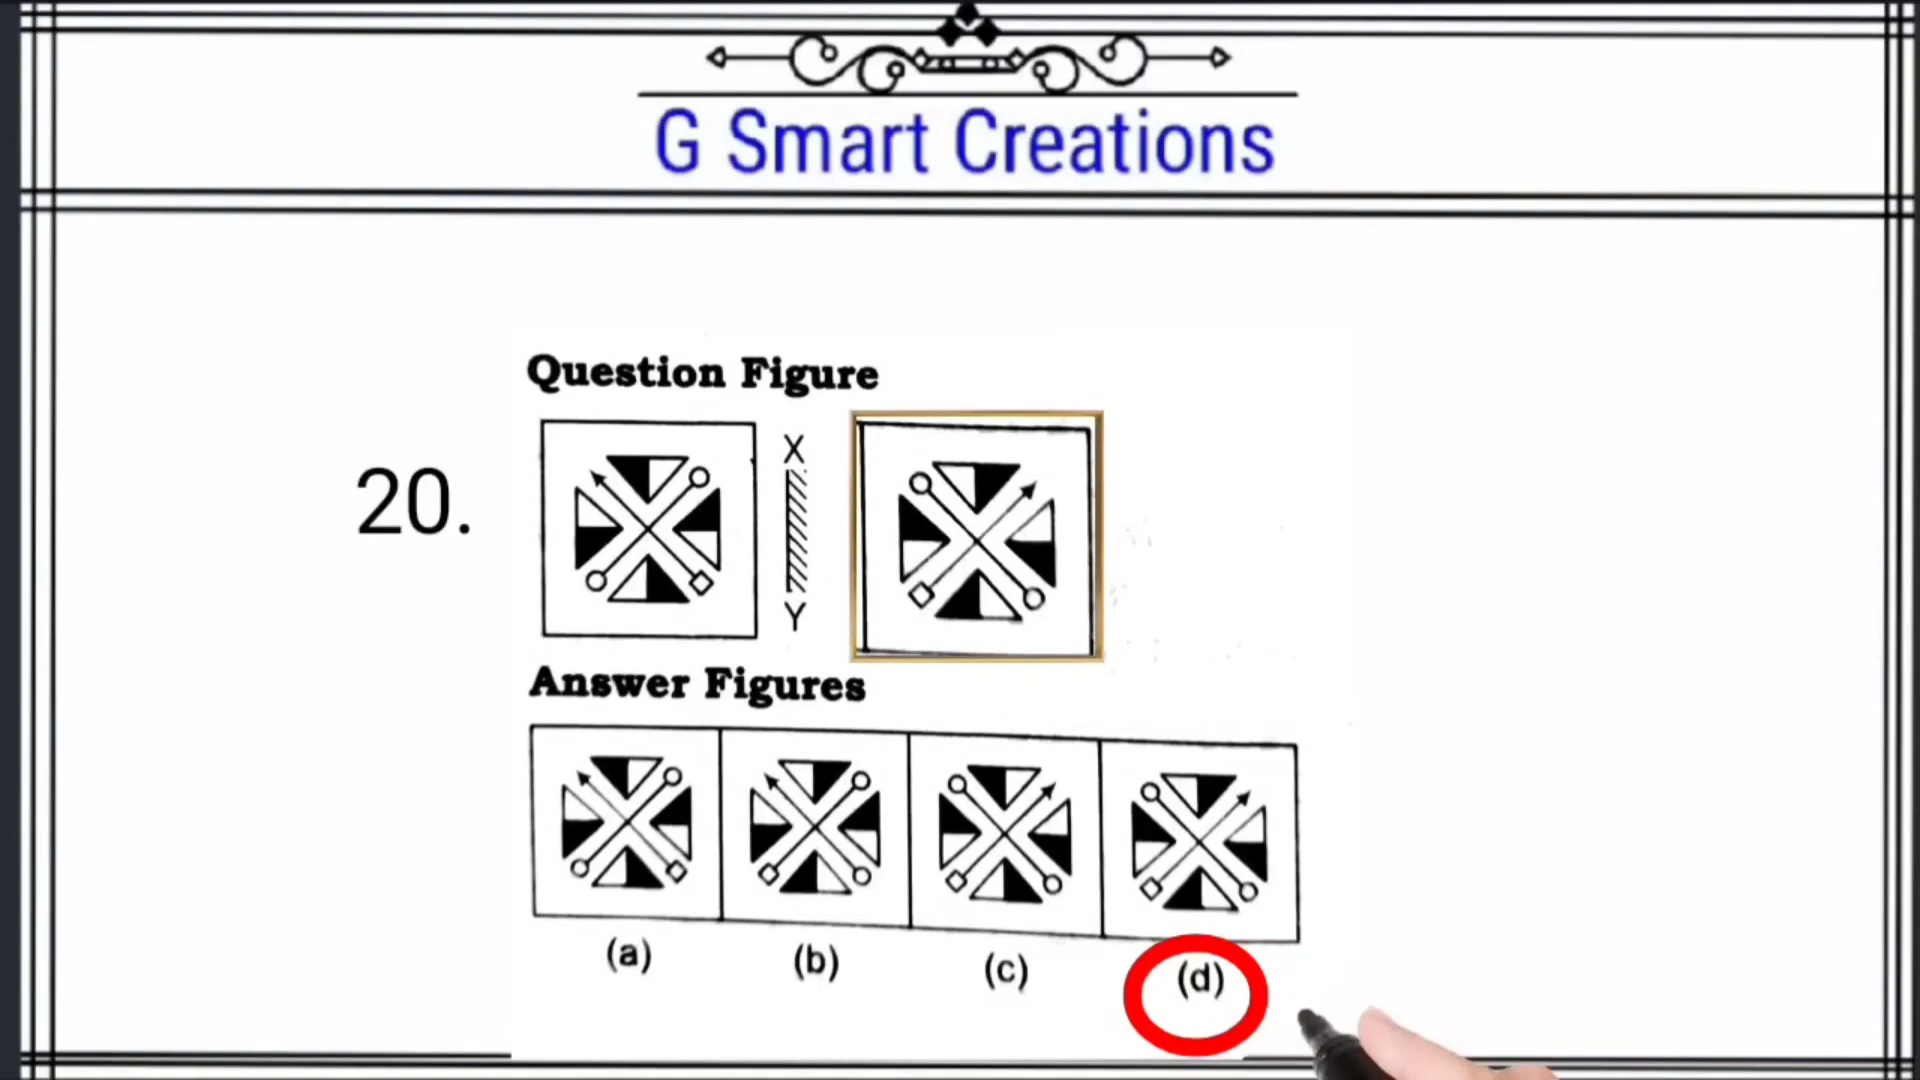 G Smart Creations
Question Figure
20.
X
Y
Answer Figures
(a) (b) (c) (d)